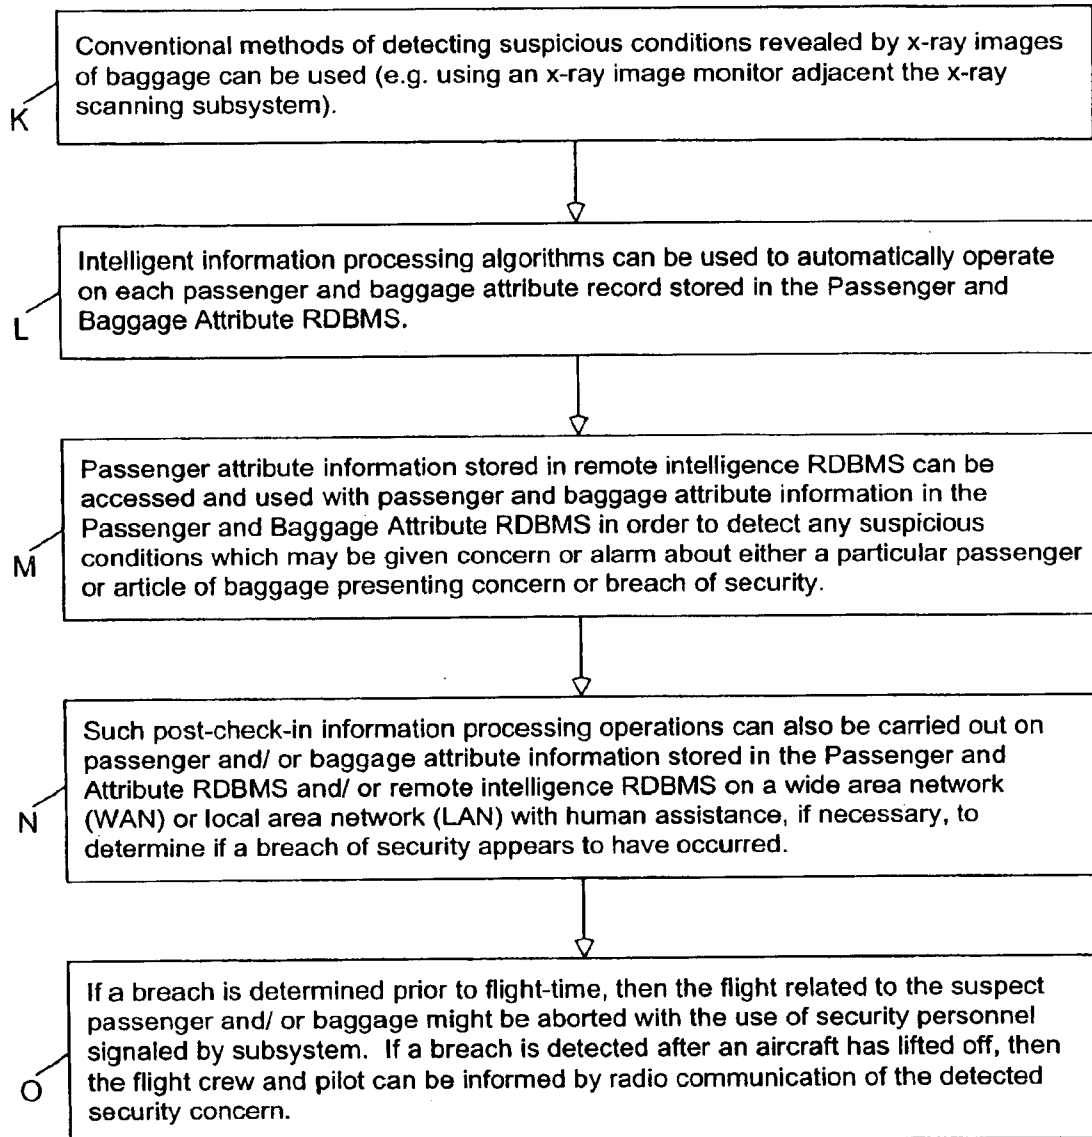 Conventional methods of detecting suspicious conditions revealed by x-ray images
of baggage can be used (e.g. using an x-ray image monitor adjacent the x-ray
scanning subsystem).
K
Intelligent information processing algorithms can be used to automatically operate
on each passenger and baggage attribute record stored in the Passenger and
Baggage Attribute RDBMS.
L
Passenger attribute information stored in remote intelligence RDBMS can be
accessed and used with passenger and baggage attribute information in the
Passenger and Baggage Attribute RDBMS in order to detect any suspicious
conditions which may be given concern or alarm about either a particular passenger
or article of baggage presenting concern or breach of security.
M
Such post-check-in information processing operations can also be carried out on
passenger and/ or baggage attribute information stored in the Passenger and
Attribute RDBMS and/ or remote intelligence RDBMS on a wide area network
(WAN) or local area network (LAN) with human assistance, if necessary, to
determine if a breach of security appears to have occurred.
N
If a breach is determined prior to flight-time, then the flight related to the suspect
passenger and/ or baggage might be aborted with the use of security personnel
signaled by subsystem.  If a breach is detected after an aircraft has lifted off, then
the flight crew and pilot can be informed by radio communication of the detected
security concern.
O